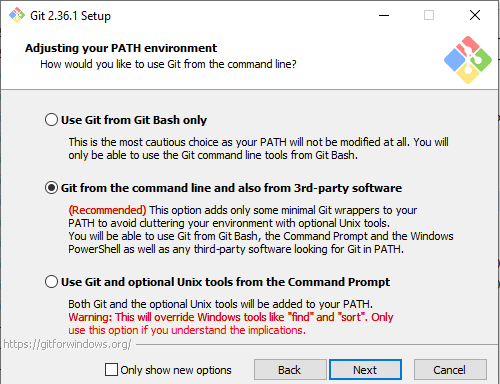 Git 2.36.1 Setup
Adjusting your PATH environment
How would you like to use Git from the command line?
Use Git from Git Bash only
This is the most cautious choice as your PATH will not be modified at all. You will
only be able to use the Git command line tools from Git Bash.
Git from the command line and also from 3rd-party software
(Recommended) This option adds only some minimal Git wrappers to your
PATH to avoid cluttering your environment with optional Unix tools.
You will be able to use Git from Git Bash, the Command Prompt and the Windows
PowerShell as well as any third-party software looking for Git in PATH.
Use Git and optional Unix tools from the Command Prompt
Both Git and the optional Unix tools will be added to your PATH.
Warning: This will override Windows tools like "find" and "sort". Only
use this option if you understand the implications.
https://gitforwindows.org/
Only show new options
Back
Next
Cancel